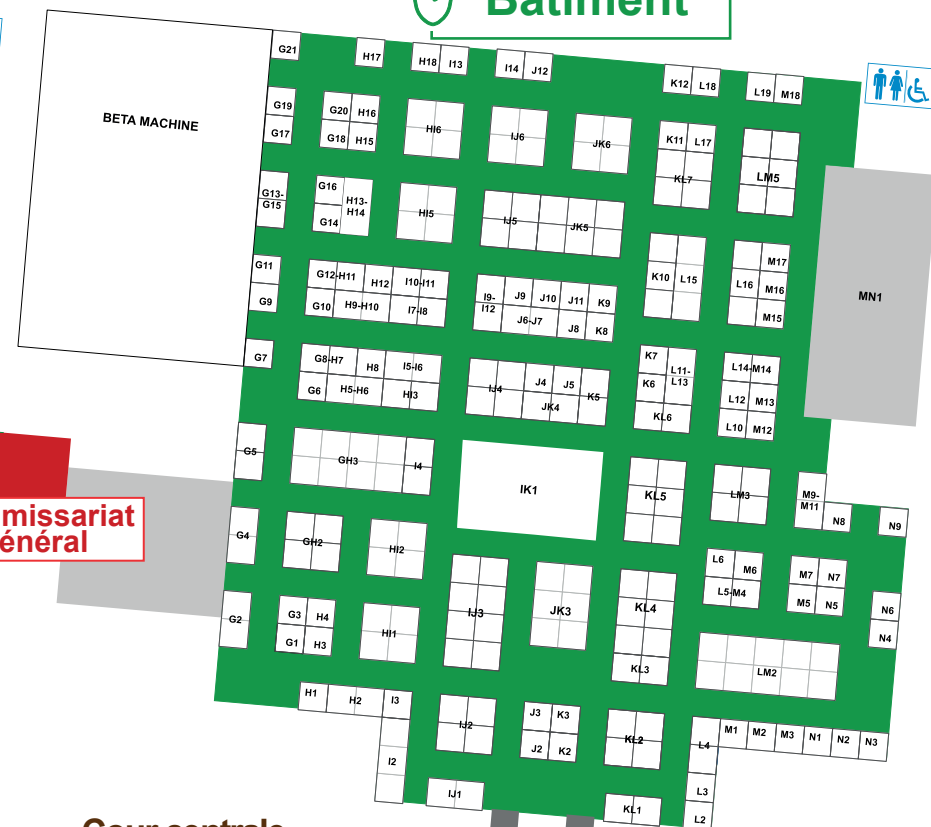 Bâtiment
G21 H17 H18 I13 I14 J12 K12 L18 L19 M18
BETA MACHINE
G19 G20 H16 HI6 IJ6 JK6 K11 L17
G17 G18 H15 KL7 LM5
G13-
G15
G16 H13-
H14
G14
HI5 IJ5 JK5
K10 L15 M17
L16 M16
M15
MN1
G11 G12-H11 H12 I10-I11
G9 G10 H9-H10 I7-I8
I9-
I12
J9 J10 J11 K9
J6-J7 J8 K8
G7 G8-H7 H8 I5-I6
G6 H5-H6 HI3
IJ4 J4 J5 K5
JK4
K7 L11-
L13
K6
KL6
L14-M14
L12 M13
L10 M12
G5 GH3 I4 IK1 KL5 LM3 M9-
M11
N8 N9
missariat
énéral
G4 GH2 HI2
L6 M6
L5-M4
M7 N7
M5 N5
N6
N4
G2 G3 H4
G1 H3
HI1 IJ3 JK3 KL4
KL3
LM2
H1 H2 I3 IJ2 J3 K3
J2 K2
KL2 L4 M1 M2 M3 N1 N2 N3
I2 IJ1 KL1 L3
L2
Cour centrale